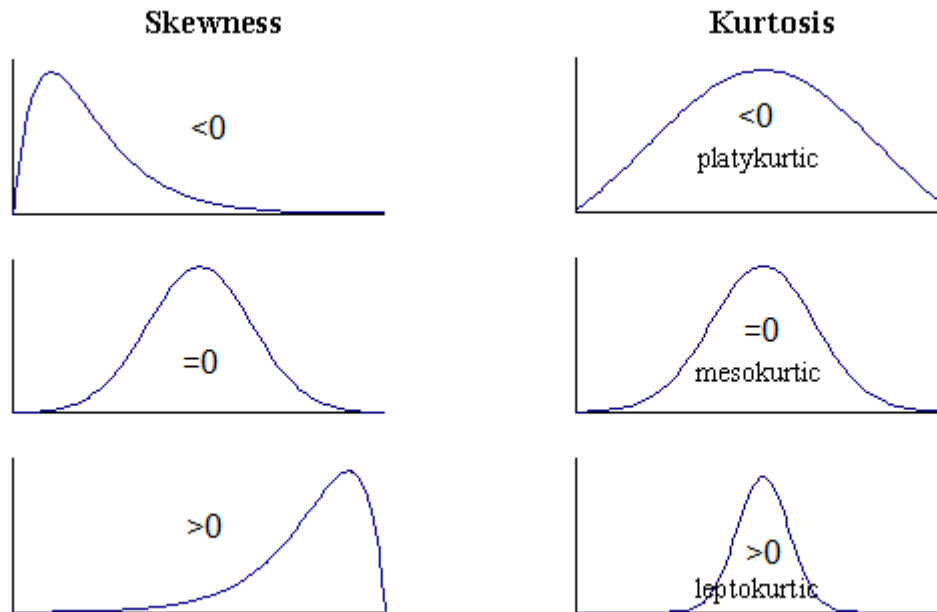 Skewness
Kurtosis
<0
<0
platykurtic
=0
=0
mesokurtic
>0
>0
leptokurtic